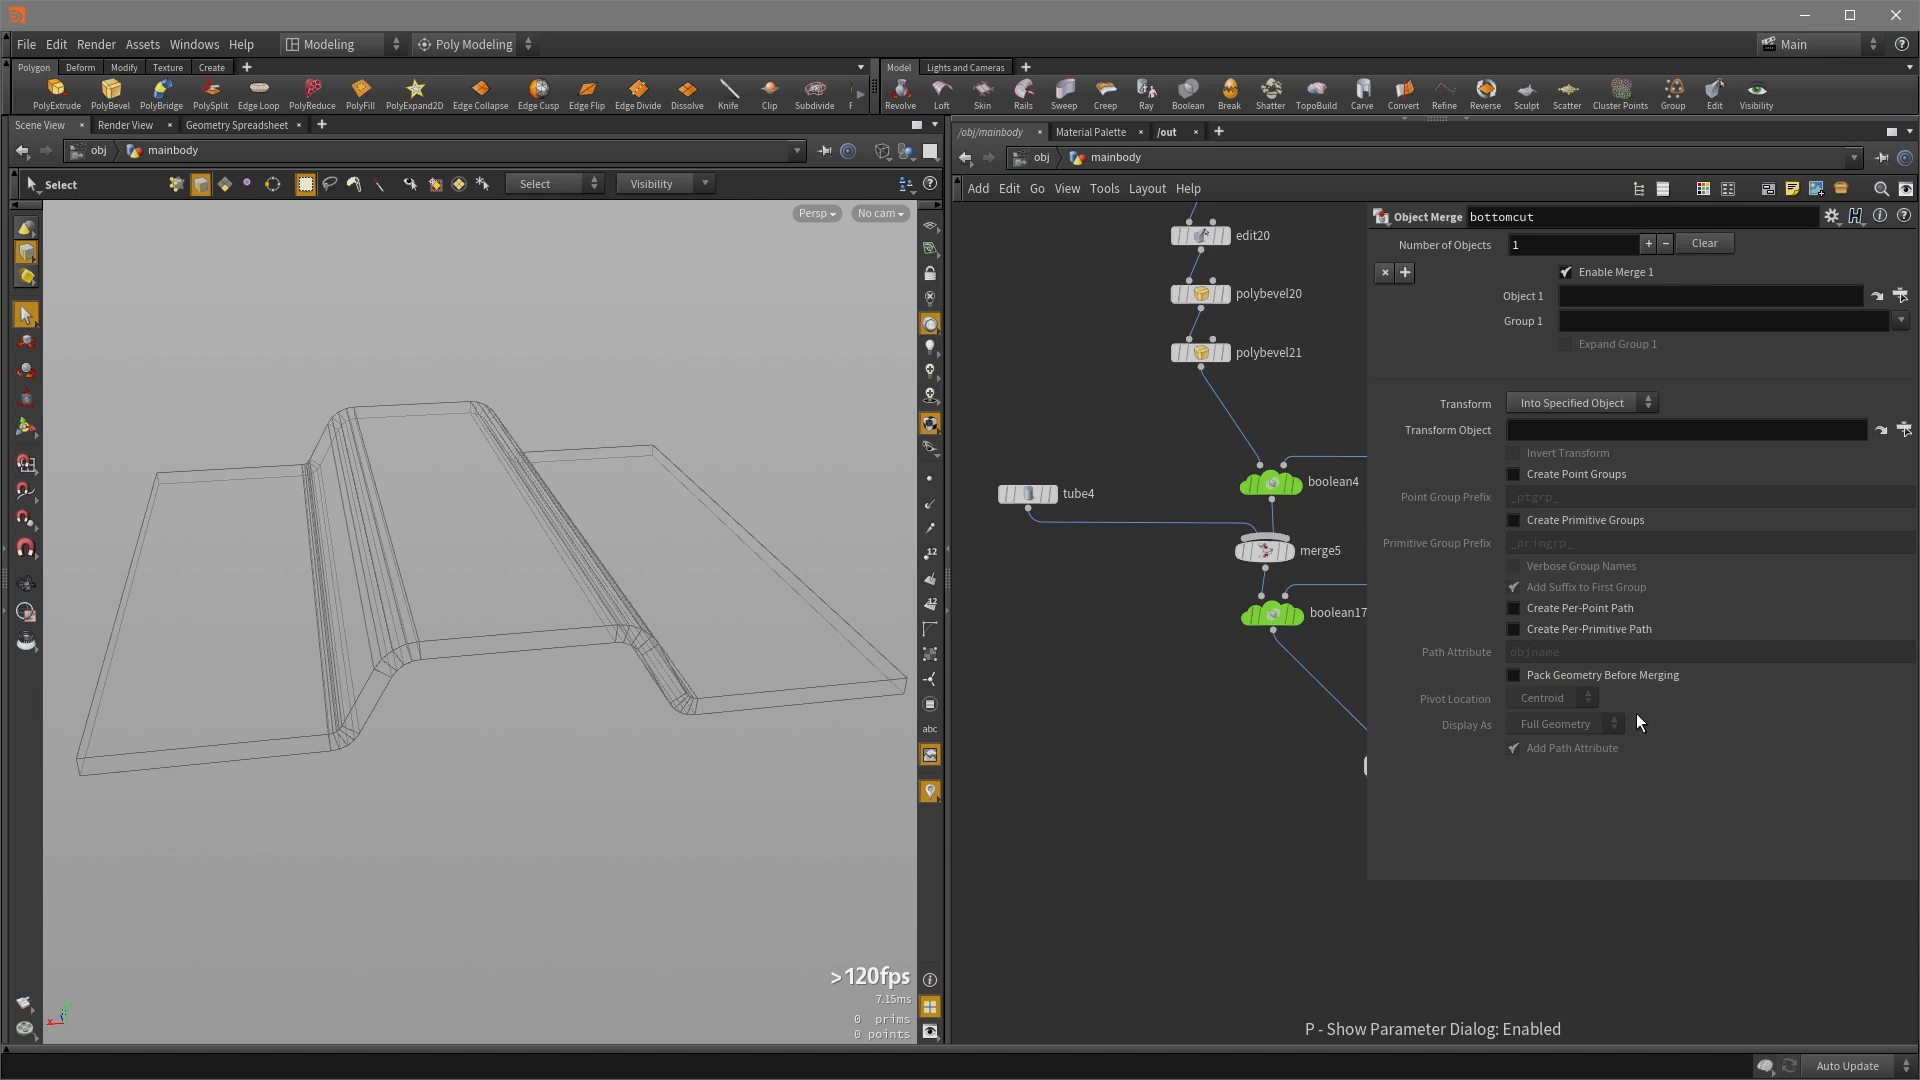 File Edit Render Assets Windows Help Modeling Poly Modeling Main
Polygon Deform Modify Texture Create
Model Lights and Cameras
PolyExtrude PolyBevel PolyBridge PolySplit Edge Loop PolyReduce PolyFill PolyExpand2D Edge Collapse Edge Cusp Edge Flip Edge Divide Dissolve Knife Clip Subdivide
Revolve Loft Skin Rails Sweep Creep Ray Boolean Break Shatter TopoBuild Carve Convert Refine Reverse Sculpt Scatter Cluster Points Group Edit Visibility
Scene View Render View Geometry Spreadsheet
/obj/mainbody Material Palette /out
obj mainbody
obj mainbody
Select Select Visibility
Add Edit Go View Tools Layout Help
Persp No cam
12
12
abc
>120fps
7.15ms
0 prims
0 points
edit20
polybevel20
polybevel21
tube4
boolean4
merge5
boolean17
Object Merge bottomcut
Number of Objects 1 + - Clear
Enable Merge 1
Object 1
Group 1
Expand Group 1
Transform Into Specified Object
Transform Object
Invert Transform
Create Point Groups
Point Group Prefix _ptgrp_
Create Primitive Groups
Primitive Group Prefix _primgrp_
Verbose Group Names
Add Suffix to First Group
Create Per-Point Path
Create Per-Primitive Path
Path Attribute objname
Pack Geometry Before Merging
Pivot Location Centroid
Display As Full Geometry
Add Path Attribute
P - Show Parameter Dialog: Enabled
Auto Update